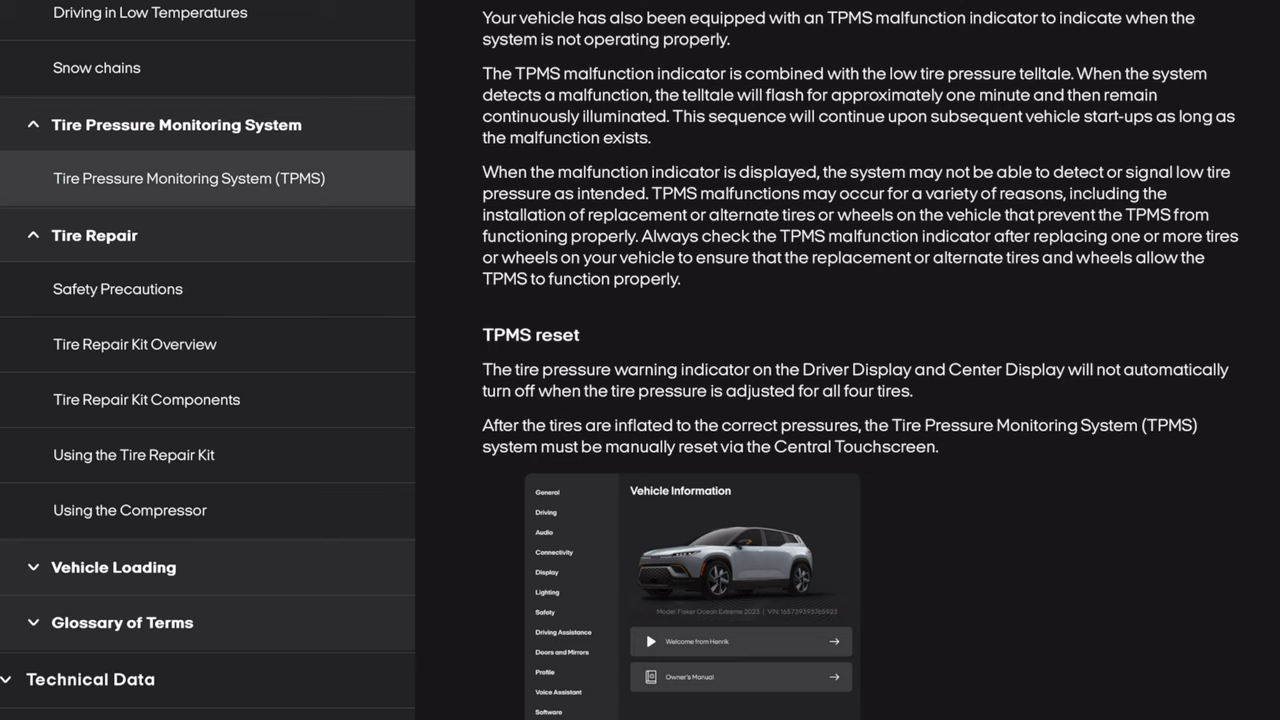 Driving in Low Temperatures
Snow chains
Tire Pressure Monitoring System
Tire Pressure Monitoring System (TPMS)
Tire Repair
Safety Precautions
Tire Repair Kit Overview
Tire Repair Kit Components
Using the Tire Repair Kit
Using the Compressor
Vehicle Loading
Glossary of Terms
Technical Data
Your vehicle has also been equipped with an TPMS malfunction indicator to indicate when the
system is not operating properly.
The TPMS malfunction indicator is combined with the low tire pressure telltale. When the system
detects a malfunction, the telltale will flash for approximately one minute and then remain
continuously illuminated. This sequence will continue upon subsequent vehicle start-ups as long as
the malfunction exists.
When the malfunction indicator is displayed, the system may not be able to detect or signal low tire
pressure as intended. TPMS malfunctions may occur for a variety of reasons, including the
installation of replacement or alternate tires or wheels on the vehicle that prevent the TPMS from
functioning properly. Always check the TPMS malfunction indicator after replacing one or more tires
or wheels on your vehicle to ensure that the replacement or alternate tires and wheels allow the
TPMS to function properly.
TPMS reset
The tire pressure warning indicator on the Driver Display and Center Display will not automatically
turn off when the tire pressure is adjusted for all four tires.
After the tires are inflated to the correct pressures, the Tire Pressure Monitoring System (TPMS)
system must be manually reset via the Central Touchscreen.
General
Driving
Audio
Connectivity
Display
Lighting
Safety
Driving Assistance
Doors and Mirrors
Profile
Voice Assistant
Software
Vehicle Information
Model: Fisker Ocean Extreme 2023 | VIN:
Welcome from Henrik
Owner's Manual